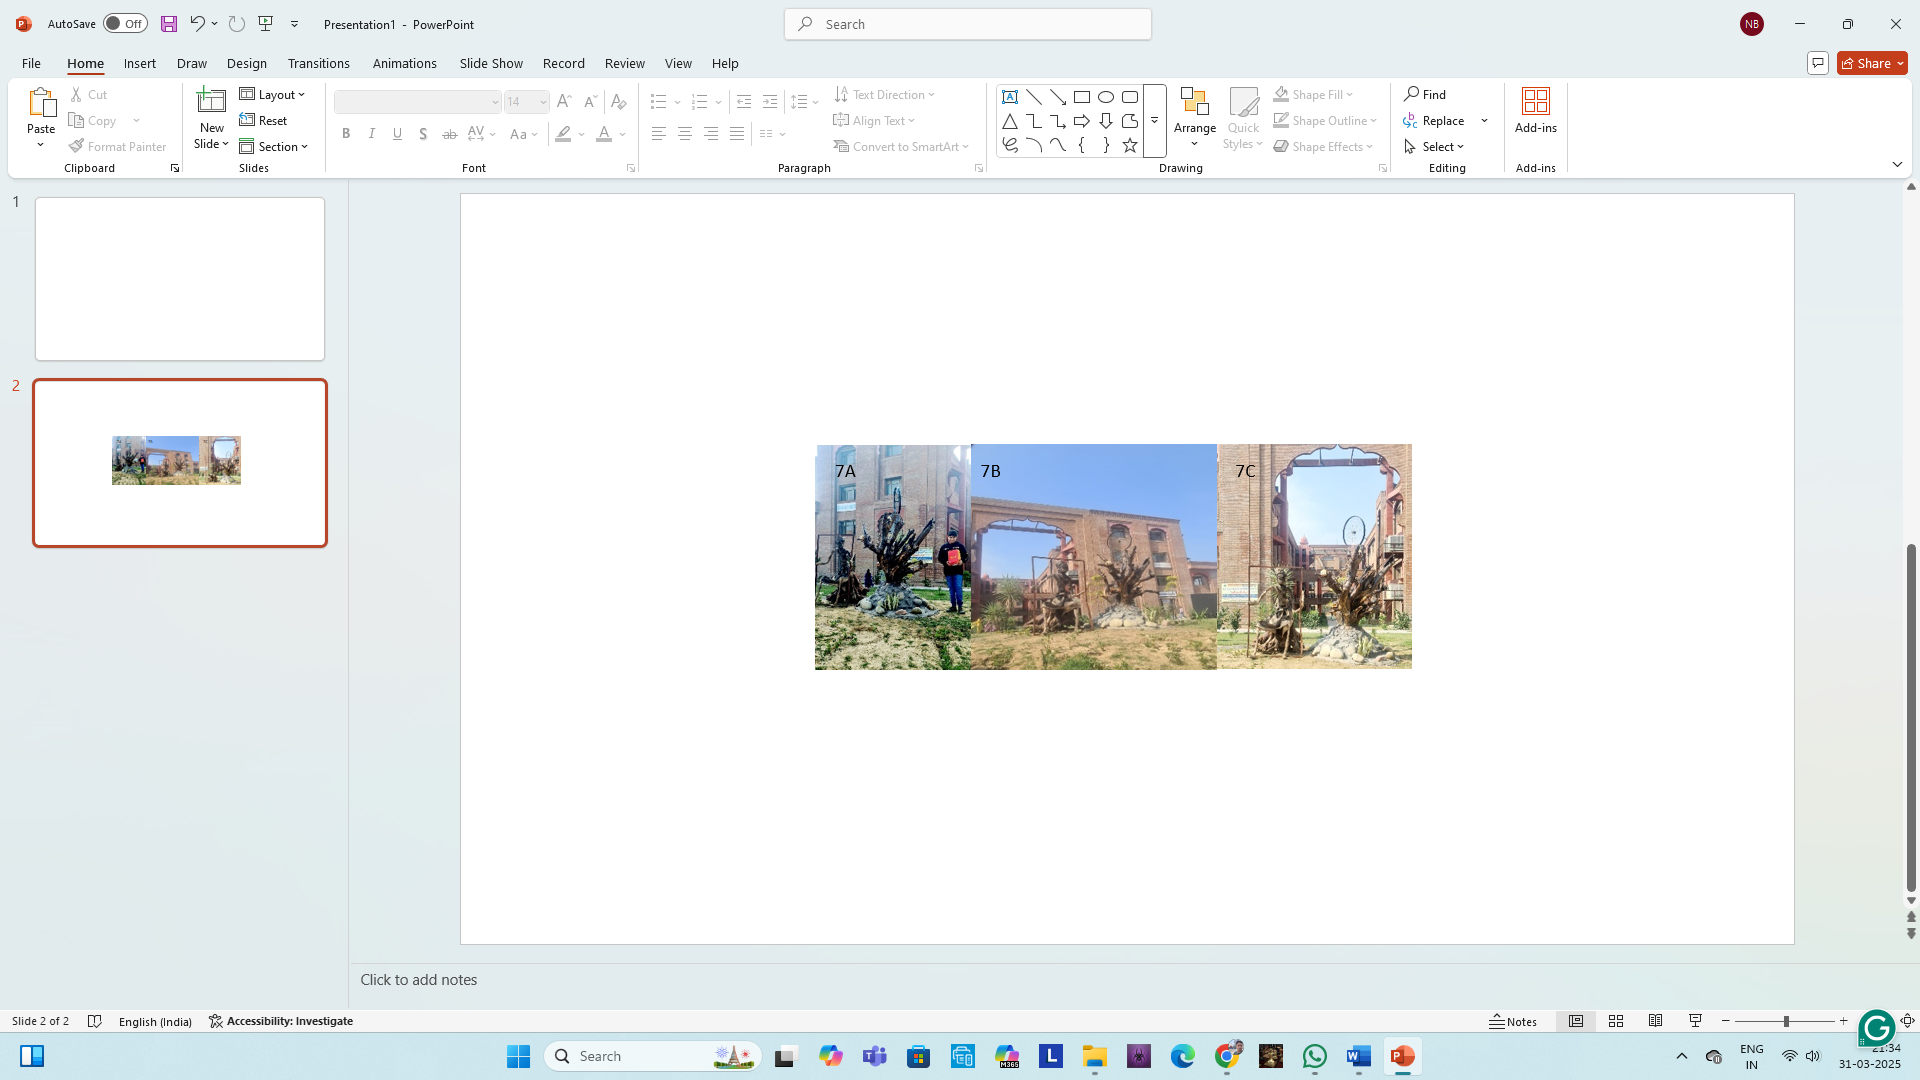 AutoSave Off Presentation1 - PowerPoint Search NB
File Home Insert Draw Design Transitions Animations Slide Show Record Review View Help Share
Paste
Cut
Copy
Format Painter
Clipboard
New Slide
Layout
Reset
Section
Slides
14
Font
Text Direction
Align Text
Convert to SmartArt
Paragraph
Arrange
Quick Styles
Shape Fill
Shape Outline
Shape Effects
Drawing
Find
Replace
Select
Editing
Add-ins
Add-ins
1
2
7A 7B 7C
Click to add notes
Slide 2 of 2 English (India) Accessibility: Investigate Notes
Search
ENG
IN
21:34
31-03-2025